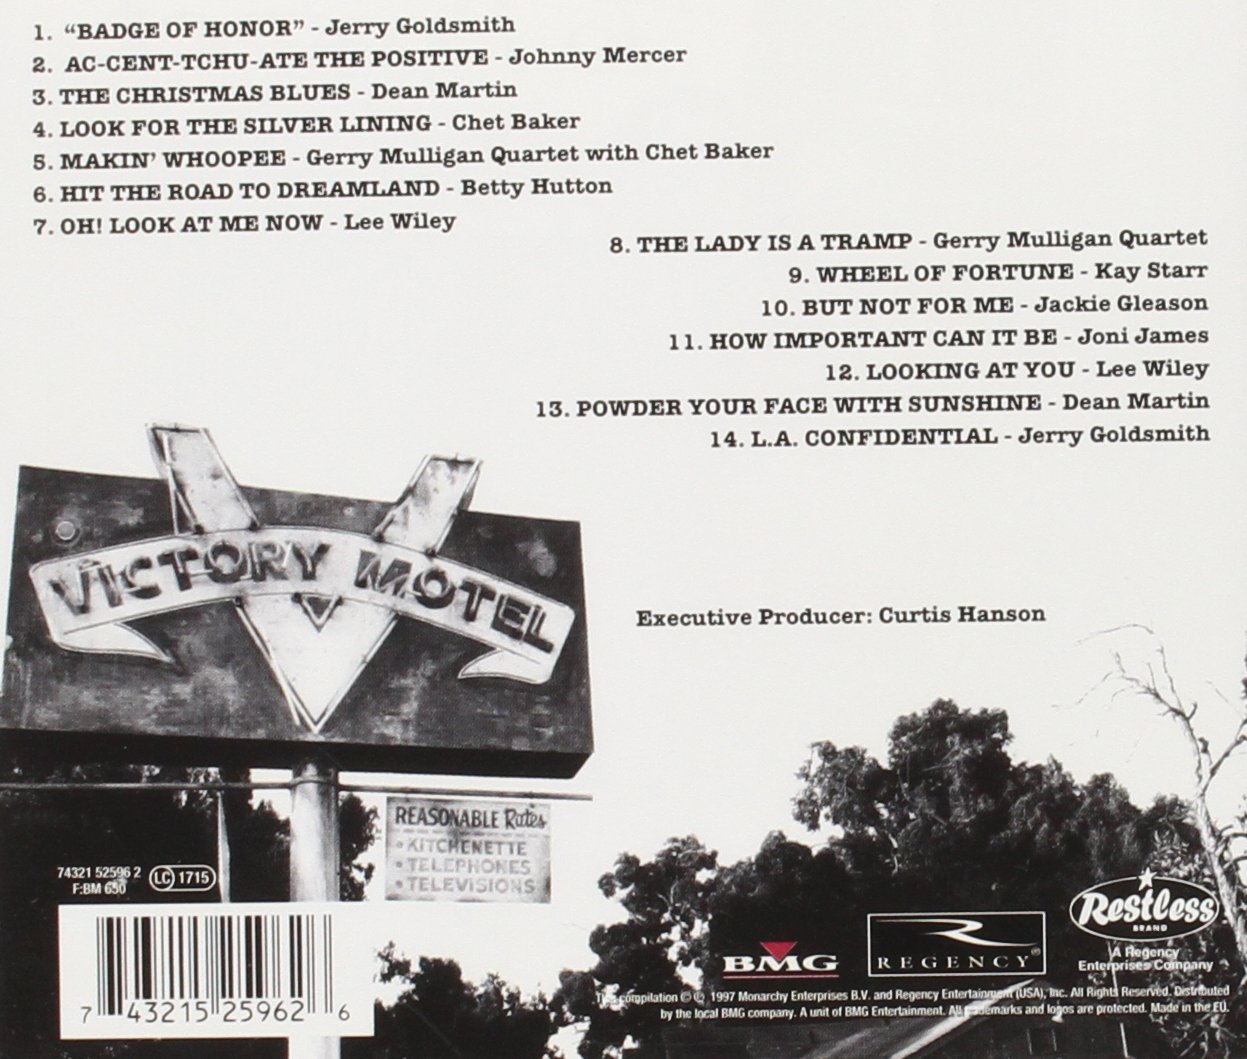 1. “BADGE OF HONOR” - Jerry Goldsmith
2. AC-CENT-TCHU-ATE THE POSITIVE - Johnny Mercer
3. THE CHRISTMAS BLUES - Dean Martin
4. LOOK FOR THE SILVER LINING - Chet Baker
5. MAKIN’ WHOOPEE - Gerry Mulligan Quartet with Chet Baker
6. HIT THE ROAD TO DREAMLAND - Betty Hutton
7. OH! LOOK AT ME NOW - Lee Wiley
8. THE LADY IS A TRAMP - Gerry Mulligan Quartet
9. WHEEL OF FORTUNE - Kay Starr
10. BUT NOT FOR ME - Jackie Gleason
11. HOW IMPORTANT CAN IT BE - Joni James
12. LOOKING AT YOU - Lee Wiley
13. POWDER YOUR FACE WITH SUNSHINE - Dean Martin
14. L.A. CONFIDENTIAL - Jerry Goldsmith
VICTORY MOTEL
Executive Producer: Curtis Hanson
REASONABLE Rates
• KITCHENETTE
• TELEPHONES
• TELEVISIONS
74321 52596 2
F:BM 650
LC 1715
7 43215 25962 6
BMG
R REGENCY®
Restless
BRAND
A Regency
Enterprises Company
This compilation ℗ © 1997 Monarchy Enterprises B.V. and Regency Entertainment (USA), Inc. All Rights Reserved. Distributed
by the local BMG company. A unit of BMG Entertainment. All trademarks and logos are protected. Made in the EU.